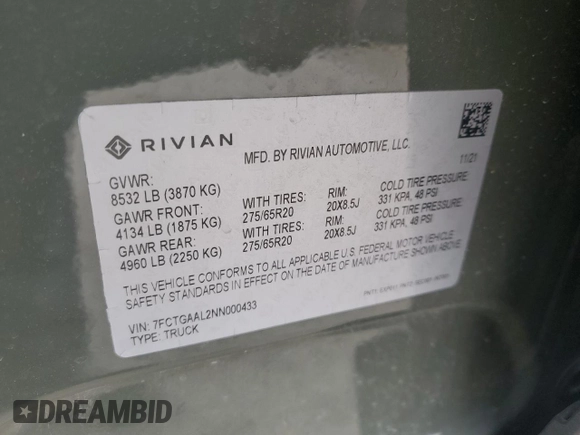 RIVIAN
MFD. BY RIVIAN AUTOMOTIVE, LLC.
11/21
GVWR:
8532 LB (3870 KG)
GAWR FRONT:
4134 LB (1875 KG)
WITH TIRES:
275/65R20
RIM:
20X8.5J
COLD TIRE PRESSURE:
331 KPA, 48 PSI
GAWR REAR:
4960 LB (2250 KG)
WITH TIRES:
275/65R20
RIM:
20X8.5J
COLD TIRE PRESSURE:
331 KPA, 48 PSI
THIS VEHICLE CONFORMS TO ALL APPLICABLE U.S. FEDERAL MOTOR VEHICLE
SAFETY STANDARDS IN EFFECT ON THE DATE OF MANUFACTURE SHOWN ABOVE.
VIN: 7FCTGAAL2NN000433
TYPE: TRUCK
DREAMBID